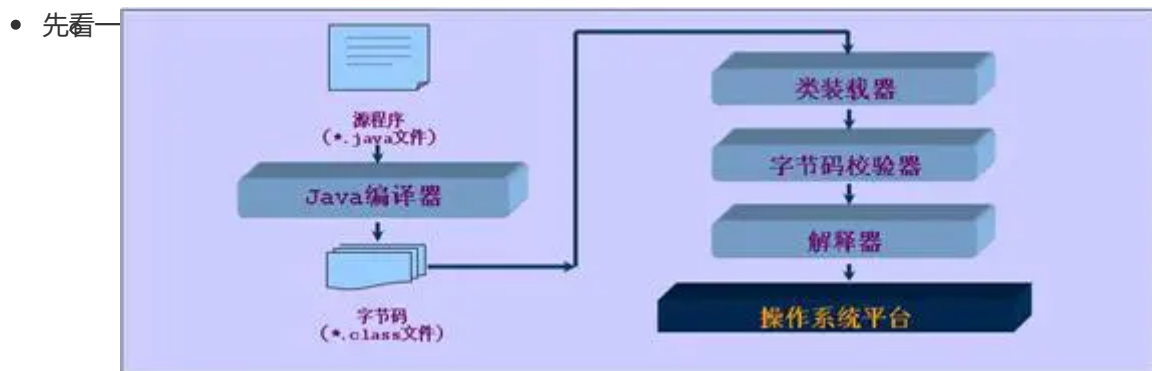 先看一
源程序
(*.java文件)
Java编译器
字节码
(*.class文件)
类装载器
字节码校验器
解释器
操作系统平台